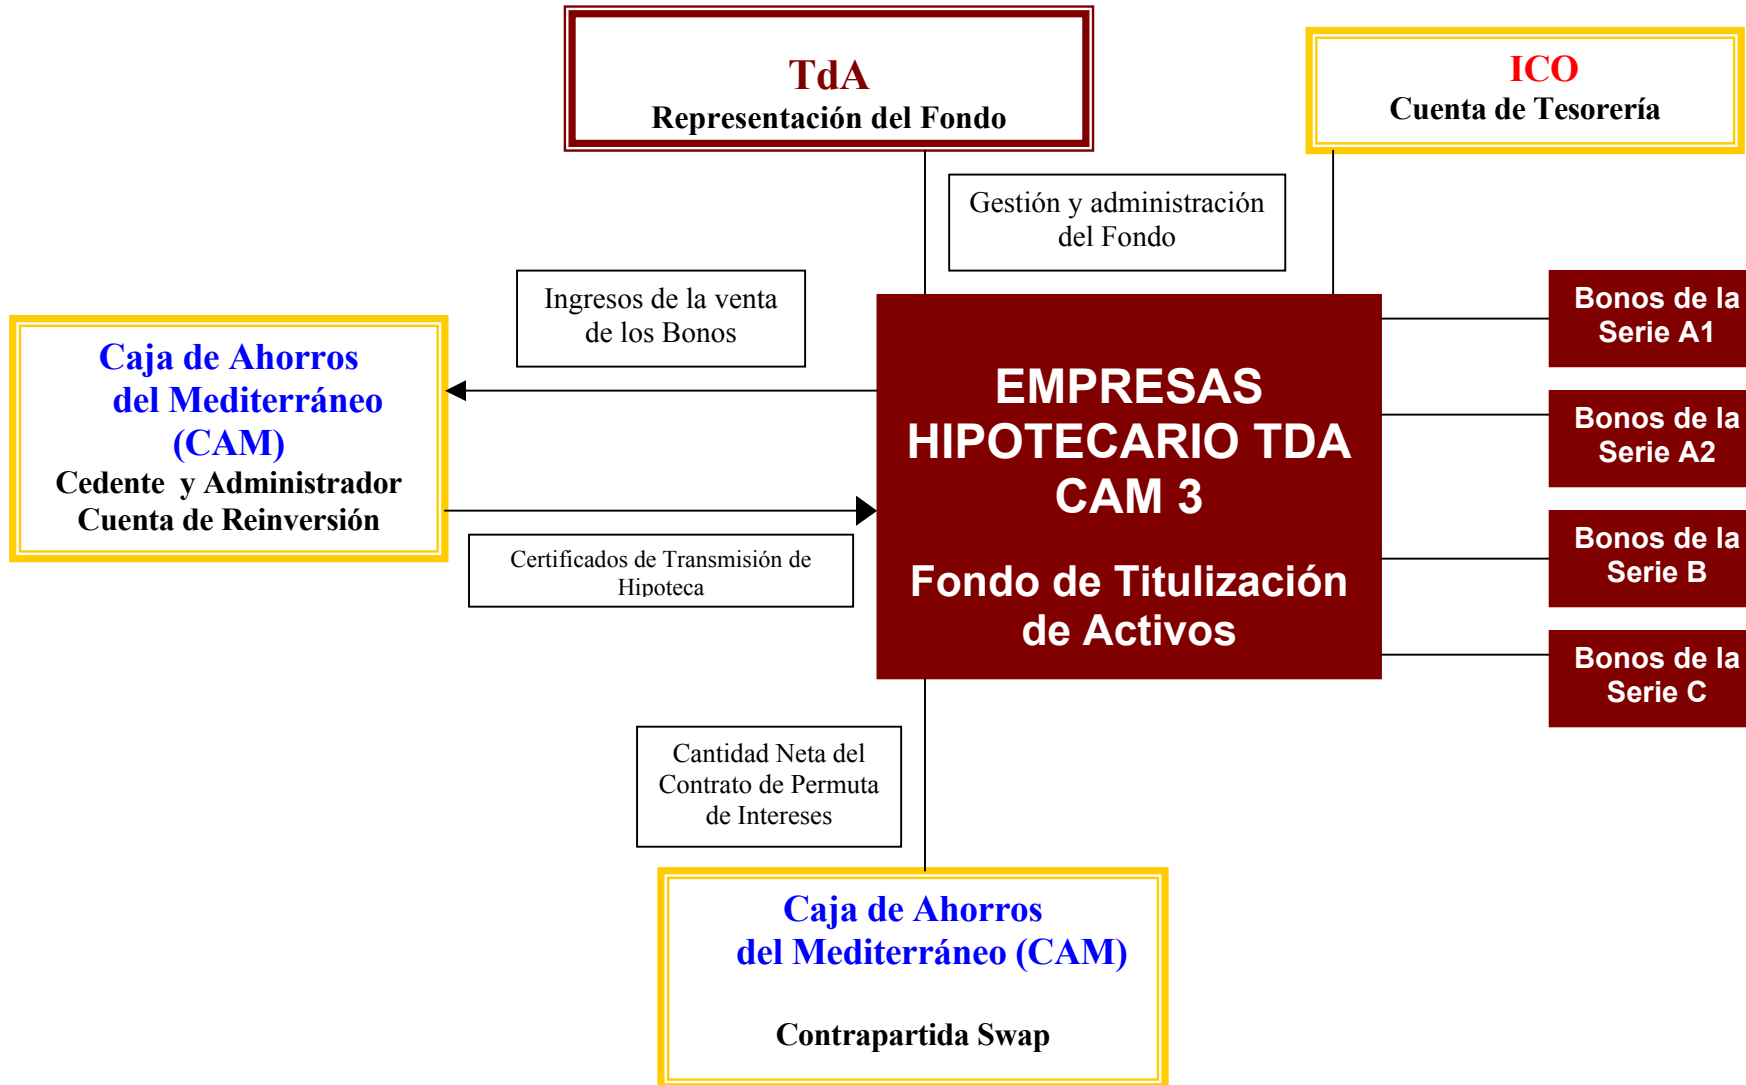 TdA
Representación del Fondo
ICO
Cuenta de Tesorería
Gestión y administración
del Fondo
Ingresos de la venta
de los Bonos
Caja de Ahorros
del Mediterráneo
(CAM)
Cedente y Administrador
Cuenta de Reinversión
Certificados de Transmisión de
Hipoteca
EMPRESAS
HIPOTECARIO TDA
CAM 3
Fondo de Titulización
de Activos
Bonos de la
Serie A1
Bonos de la
Serie A2
Bonos de la
Serie B
Bonos de la
Serie C
Cantidad Neta del
Contrato de Permuta
de Intereses
Caja de Ahorros
del Mediterráneo (CAM)
Contrapartida Swap